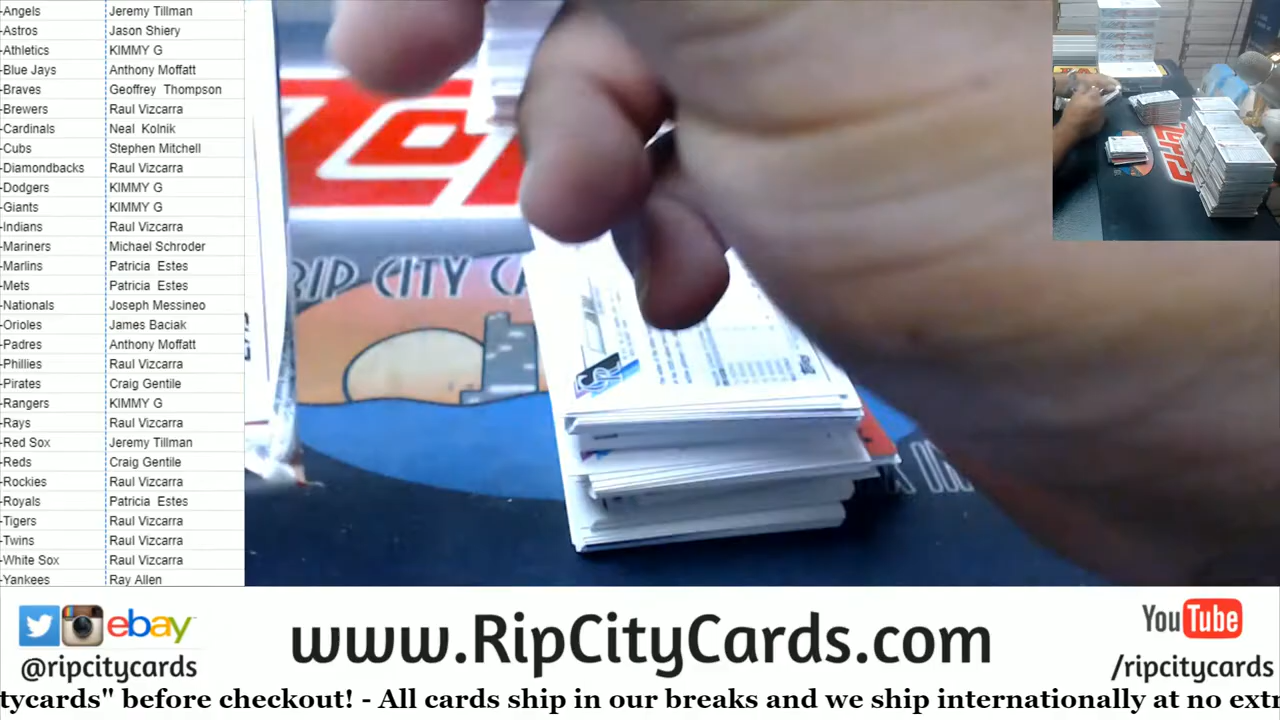 -Angels Jeremy Tillman
-Astros Jason Shiery
-Athletics KIMMY G
-Blue Jays Anthony Moffatt
-Braves Geoffrey Thompson
-Brewers Raul Vizcarra
-Cardinals Neal Kolnik
-Cubs Stephen Mitchell
-Diamondbacks Raul Vizcarra
-Dodgers KIMMY G
-Giants KIMMY G
-Indians Raul Vizcarra
-Mariners Michael Schroder
-Marlins Patricia Estes
-Mets Patricia Estes
-Nationals Joseph Messineo
-Orioles James Baciak
-Padres Anthony Moffatt
-Phillies Raul Vizcarra
-Pirates Craig Gentile
-Rangers KIMMY G
-Rays Raul Vizcarra
-Red Sox Jeremy Tillman
-Reds Craig Gentile
-Rockies Raul Vizcarra
-Royals Patricia Estes
-Tigers Raul Vizcarra
-Twins Raul Vizcarra
-White Sox Raul Vizcarra
-Yankees Ray Allen
RIP CITY
CR
ebay
@ripcitycards
www.RipCityCards.com
YouTube
/ripcitycards
tycards" before checkout! - All cards ship in our breaks and we ship internationally at no extr